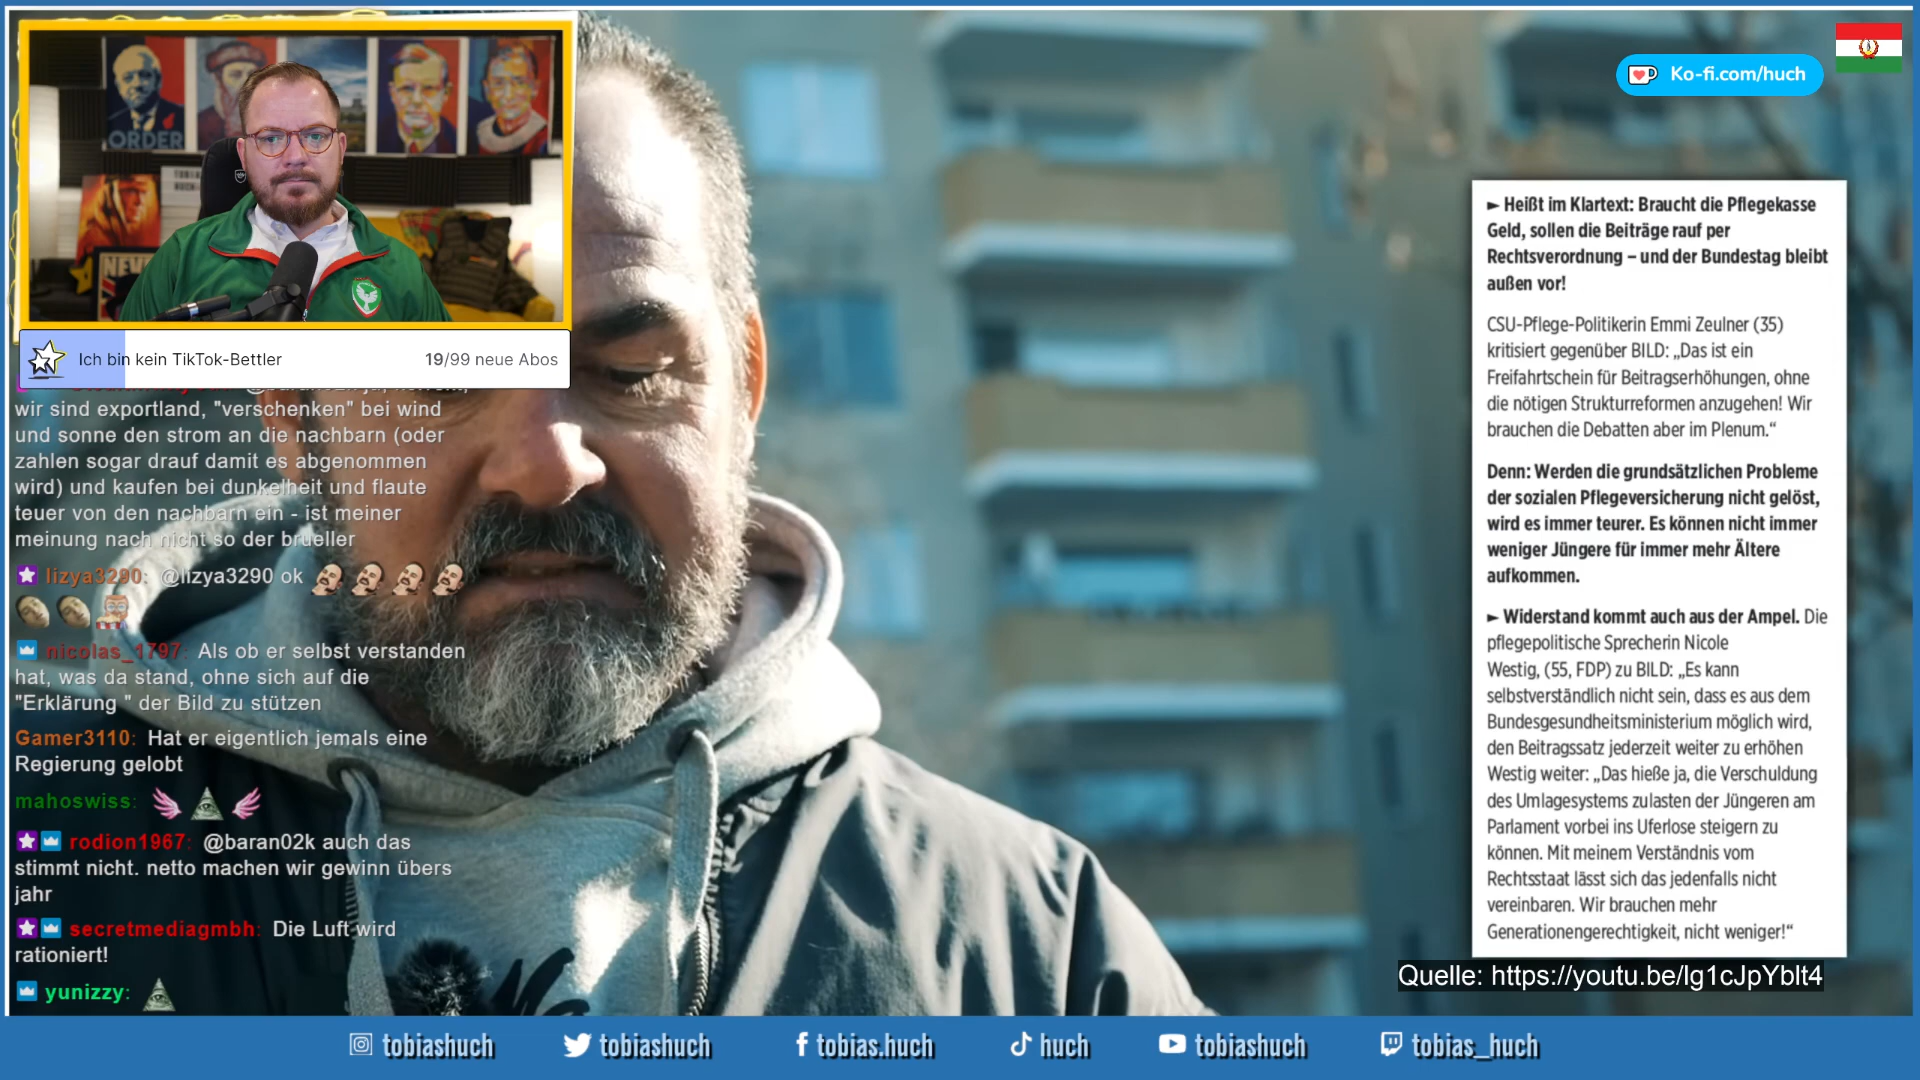 ORDER
Ko-fi.com/huch
Ich bin kein TikTok-Bettler
19/99 neue Abos
wir sind exportland, "verschenken" bei wind
und sonne den strom an die nachbarn (oder
zahlen sogar drauf damit es abgenommen
wird) und kaufen bei dunkelheit und flaute
teuer von den nachbarn ein - ist meiner
meinung nach nicht so der brueller
lizya3290: @lizya3290 ok
nicolas_1797: Als ob er selbst verstanden
hat, was da stand, ohne sich auf die
"Erklärung " der Bild zu stützen
Gamer3110: Hat er eigentlich jemals eine
Regierung gelobt
mahoswiss:
rodion1967: @baran02k auch das
stimmt nicht. netto machen wir gewinn übers
jahr
secretmediagmbh: Die Luft wird
rationiert!
yunizzy:
► Heißt im Klartext: Braucht die Pflegekasse
Geld, sollen die Beiträge rauf per
Rechtsverordnung – und der Bundestag bleibt
außen vor!
CSU-Pflege-Politikerin Emmi Zeulner (35)
kritisiert gegenüber BILD: „Das ist ein
Freifahrtschein für Beitragserhöhungen, ohne
die nötigen Strukturreformen anzugehen! Wir
brauchen die Debatten aber im Plenum.“
Denn: Werden die grundsätzlichen Probleme
der sozialen Pflegeversicherung nicht gelöst,
wird es immer teurer. Es können nicht immer
weniger Jüngere für immer mehr Ältere
aufkommen.
► Widerstand kommt auch aus der Ampel. Die
pflegepolitische Sprecherin Nicole
Westig, (55, FDP) zu BILD: „Es kann
selbstverständlich nicht sein, dass es aus dem
Bundesgesundheitsministerium möglich wird,
den Beitragssatz jederzeit weiter zu erhöhen
Westig weiter: „Das hieße ja, die Verschuldung
des Umlagesystems zulasten der Jüngeren am
Parlament vorbei ins Uferlose steigern zu
können. Mit meinem Verständnis vom
Rechtsstaat lässt sich das jedenfalls nicht
vereinbaren. Wir brauchen mehr
Generationengerechtigkeit, nicht weniger!“
Quelle: https://youtu.be/lg1cJpYblt4
tobiashuch
tobiashuch
tobias.huch
huch
tobiashuch
tobias_huch